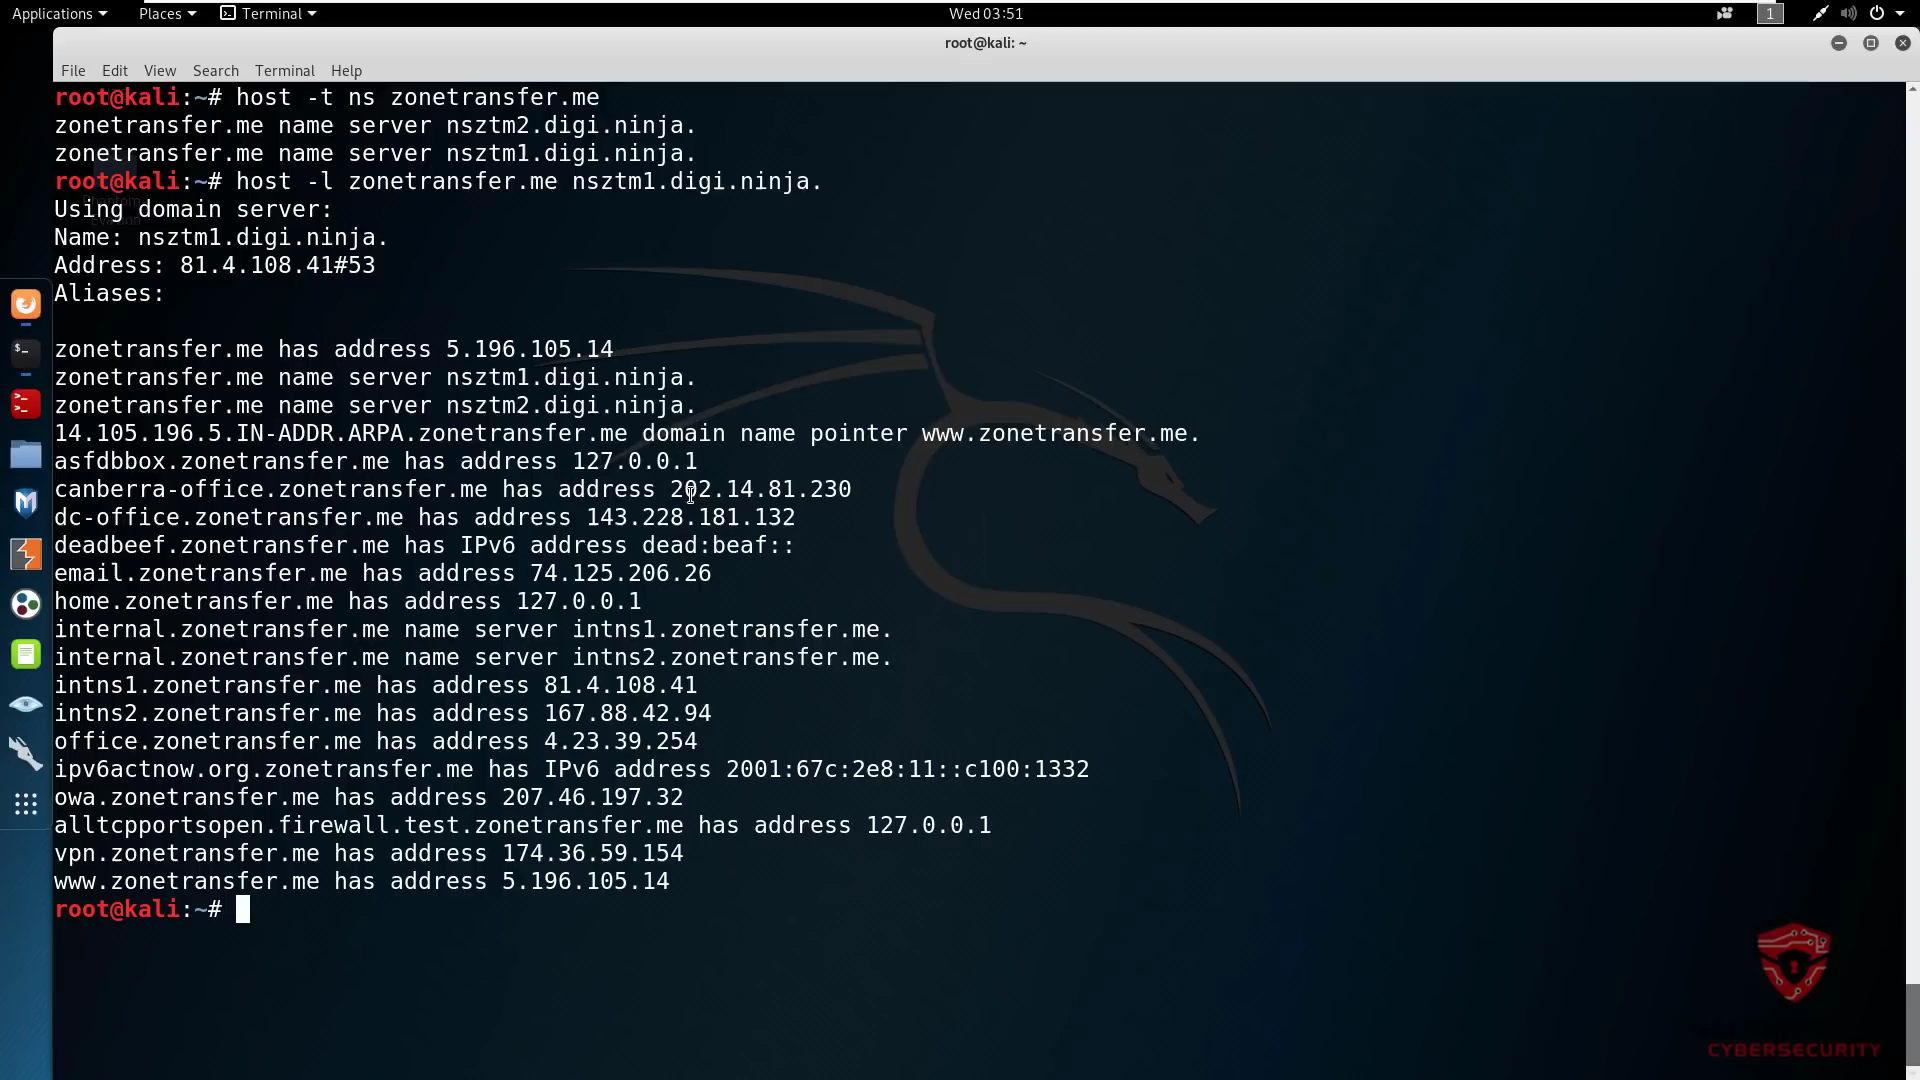 Applications Places Terminal Wed 03:51 1
root@kali: ~
File Edit View Search Terminal Help
root@kali:~# host -t ns zonetransfer.me
zonetransfer.me name server nsztm2.digi.ninja.
zonetransfer.me name server nsztm1.digi.ninja.
root@kali:~# host -l zonetransfer.me nsztm1.digi.ninja.
Using domain server:
Name: nsztm1.digi.ninja.
Address: 81.4.108.41#53
Aliases:
zonetransfer.me has address 5.196.105.14
zonetransfer.me name server nsztm1.digi.ninja.
zonetransfer.me name server nsztm2.digi.ninja.
14.105.196.5.IN-ADDR.ARPA.zonetransfer.me domain name pointer www.zonetransfer.me.
asfdbbox.zonetransfer.me has address 127.0.0.1
canberra-office.zonetransfer.me has address 202.14.81.230
dc-office.zonetransfer.me has address 143.228.181.132
deadbeef.zonetransfer.me has IPv6 address dead:beaf::
email.zonetransfer.me has address 74.125.206.26
home.zonetransfer.me has address 127.0.0.1
internal.zonetransfer.me name server intns1.zonetransfer.me.
internal.zonetransfer.me name server intns2.zonetransfer.me.
intns1.zonetransfer.me has address 81.4.108.41
intns2.zonetransfer.me has address 167.88.42.94
office.zonetransfer.me has address 4.23.39.254
ipv6actnow.org.zonetransfer.me has IPv6 address 2001:67c:2e8:11::c100:1332
owa.zonetransfer.me has address 207.46.197.32
alltcpportsopen.firewall.test.zonetransfer.me has address 127.0.0.1
vpn.zonetransfer.me has address 174.36.59.154
www.zonetransfer.me has address 5.196.105.14
root@kali:~#
CYBERSECURITY